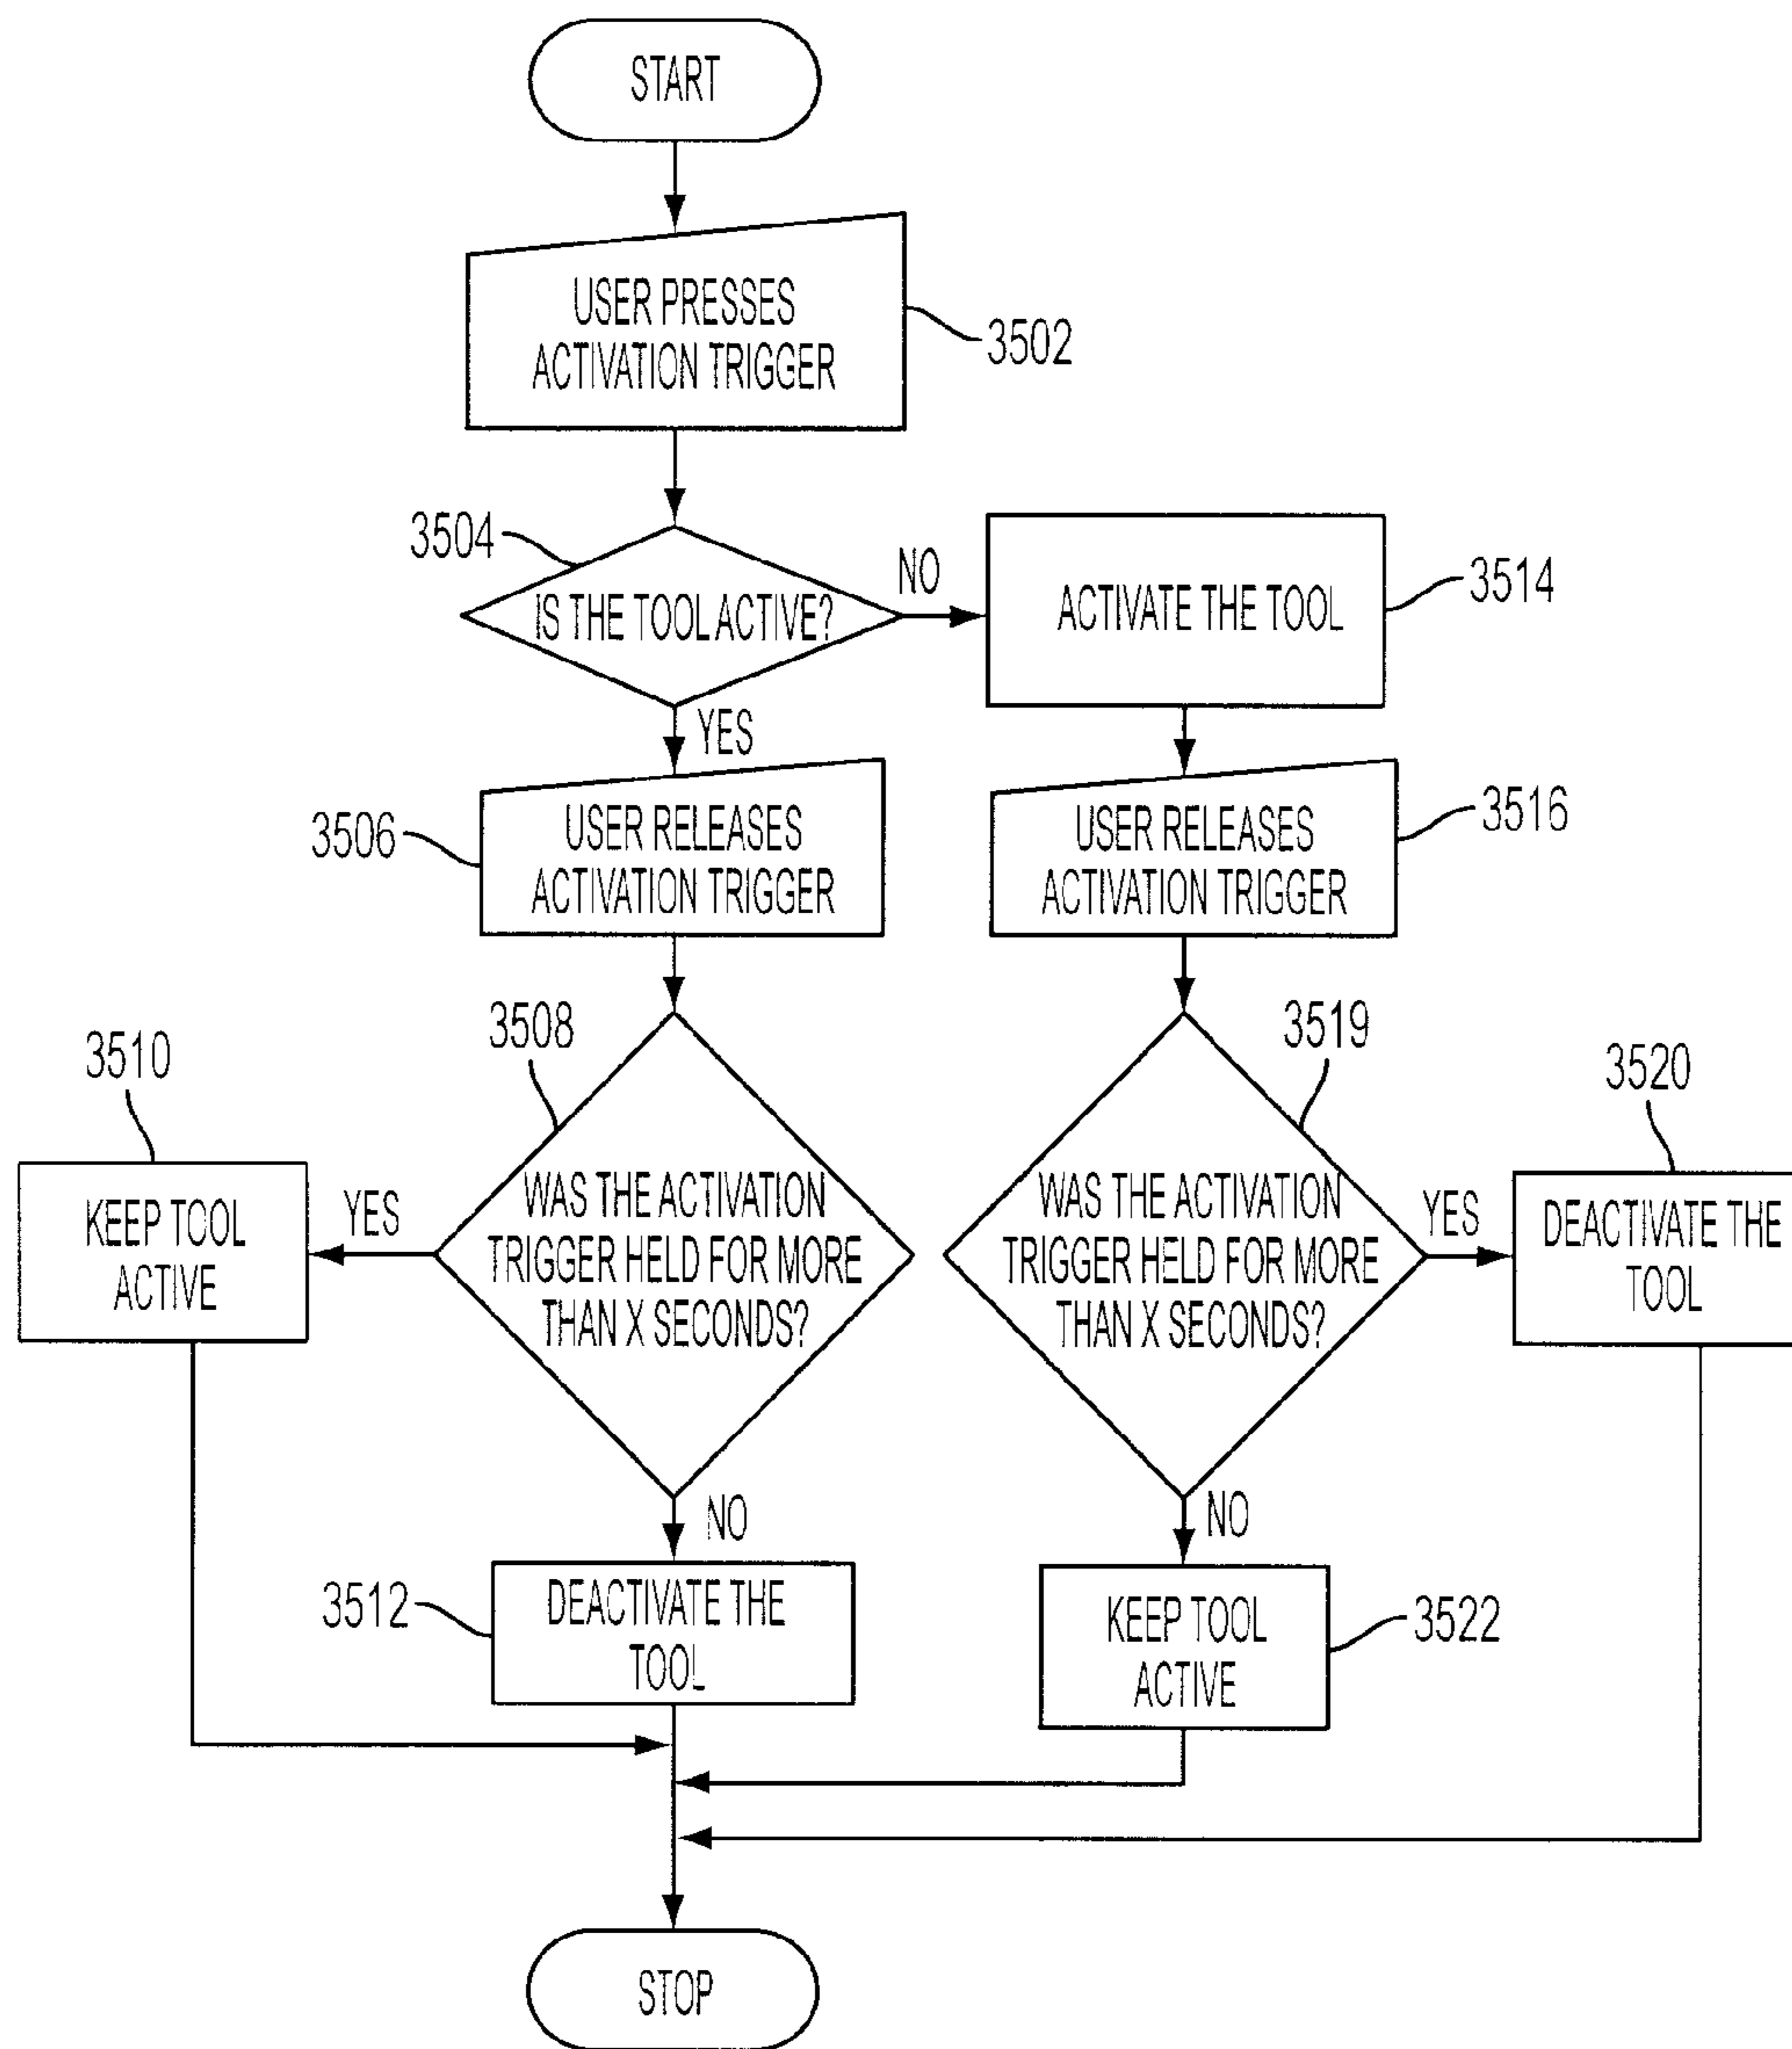 START
USER PRESSES
ACTIVATION TRIGGER
3502
3504
IS THE TOOL ACTIVE?
NO
ACTIVATE THE TOOL
3514
YES
3506
USER RELEASES
ACTIVATION TRIGGER
USER RELEASES
ACTIVATION TRIGGER
3516
3510
KEEP TOOL
ACTIVE
YES
3508
WAS THE ACTIVATION
TRIGGER HELD FOR MORE
THAN X SECONDS?
3519
WAS THE ACTIVATION
TRIGGER HELD FOR MORE
THAN X SECONDS?
YES
3520
DEACTIVATE THE
TOOL
NO
3512
DEACTIVATE THE
TOOL
NO
KEEP TOOL
ACTIVE
3522
STOP